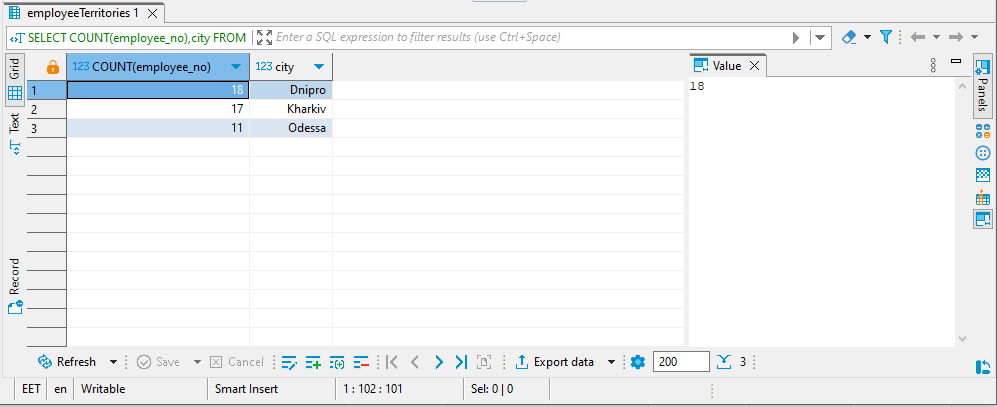 employeeTerritories 1
SELECT COUNT(employee_no),city FROM Enter a SQL expression to filter results (use Ctrl+Space)
Grid
Text
Record
123 COUNT(employee_no) 123 city
1 18 Dnipro
2 17 Kharkiv
3 11 Odessa
Value
18
Panels
Refresh Save Cancel Export data 200 3
EET en Writable Smart Insert 1 : 102 : 101 Sel: 0 | 0